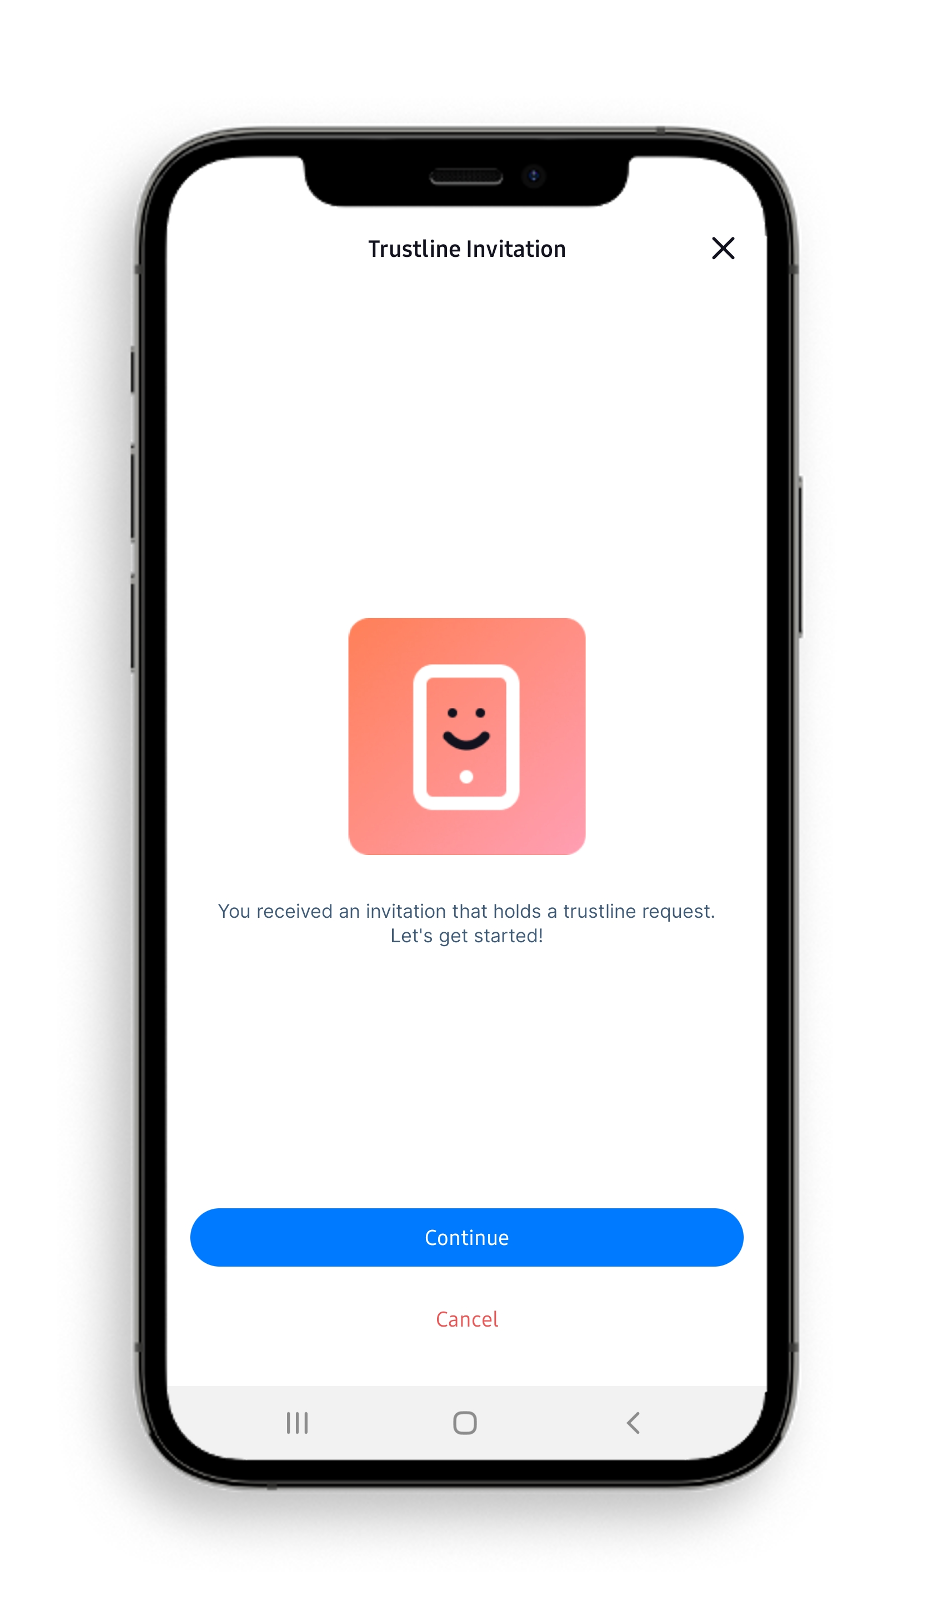 Trustline Invitation
You received an invitation that holds a trustline request.
Let's get started!
Continue
Cancel